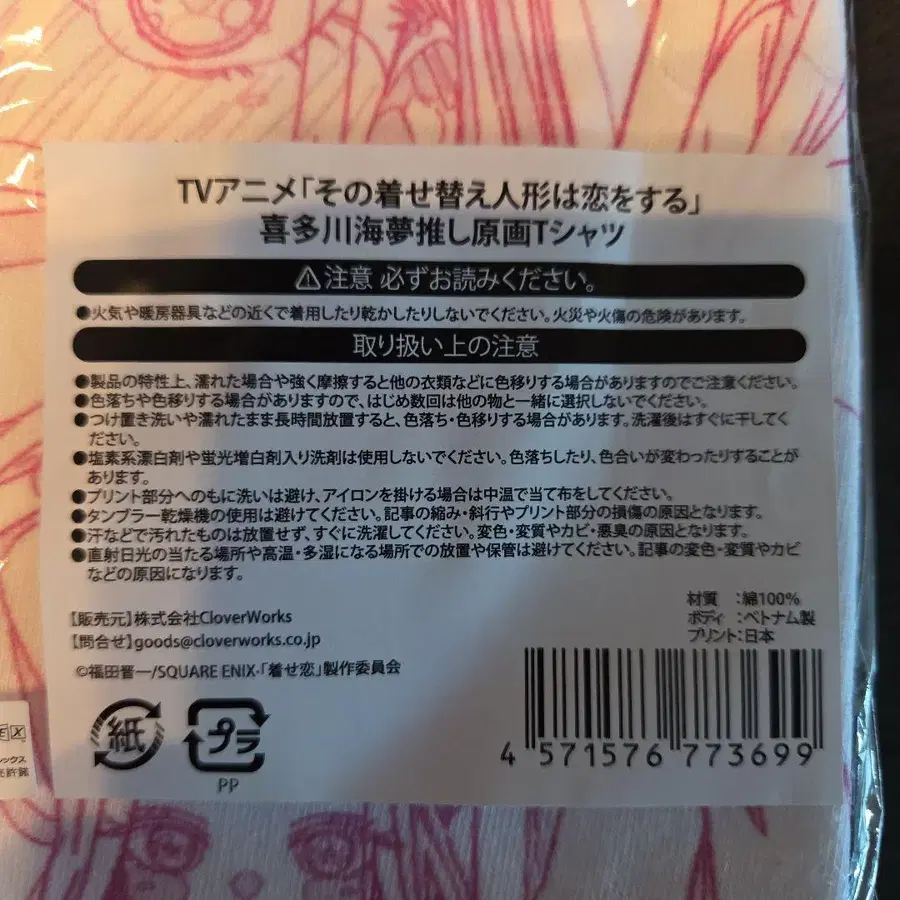 TVアニメ「その着せ替え人形は恋をする」
喜多川海夢推し原画Tシャツ
⚠注意 必ずお読みください。
●火気や暖房器具などの近くで着用したり乾かしたりしないでください。火災や火傷の危険があります。
取り扱い上の注意
●製品の特性上、濡れた場合や強く摩擦すると他の衣類などに色移りする場合がありますのでご注意ください。
●色落ちや色移りする場合がありますので、はじめ数回は他の物と一緒に選択しないでください。
●つけ置き洗いや濡れたまま長時間放置すると、色落ち・色移りする場合があります。洗濯後はすぐに干してく
ださい。
●塩素系漂白剤や蛍光増白剤入り洗剤は使用しないでください。色落ちしたり、色合いが変わったりすることが
あります。
●プリント部分へのもに洗いは避け、アイロンを掛ける場合は中温で当て布をしてください。
●タンブラー乾燥機の使用は避けてください。記事の縮み・斜行やプリント部分の損傷の原因となります。
●汗などで汚れたものは放置せず、すぐに洗濯してください。変色・変質やカビ・悪臭の原因となります。
●直射日光の当たる場所や高温・多湿になる場所での放置や保管は避けてください。記事の変色・変質やカビ
などの原因になります。
材質 :綿100%
ボディ :ベトナム製
プリント:日本
【販売元】株式会社CloverWorks
【問合せ】goods@cloverworks.co.jp
©福田晋一/SQUARE ENIX・「着せ恋」製作委員会
紙
プラ
PP
4 571576 773699
EX
ックス
許諾